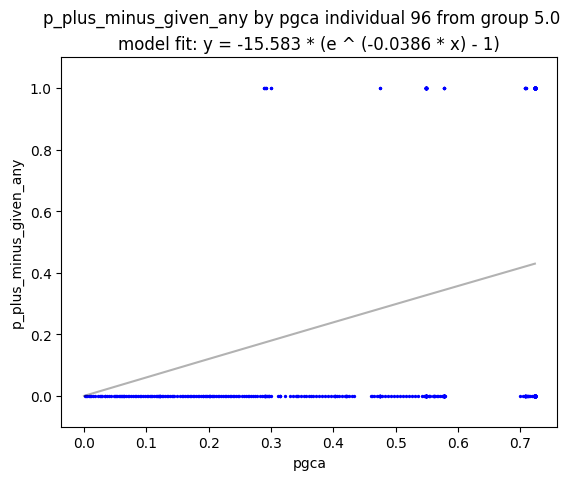 p_plus_minus_given_any by pgca individual 96 from group 5.0
model fit: y = -15.583 * (e ^ (-0.0386 * x) - 1)
1.0
0.8
0.6
0.4
0.2
0.0
p_plus_minus_given_any
0.0 0.1 0.2 0.3 0.4 0.5 0.6 0.7
pgca